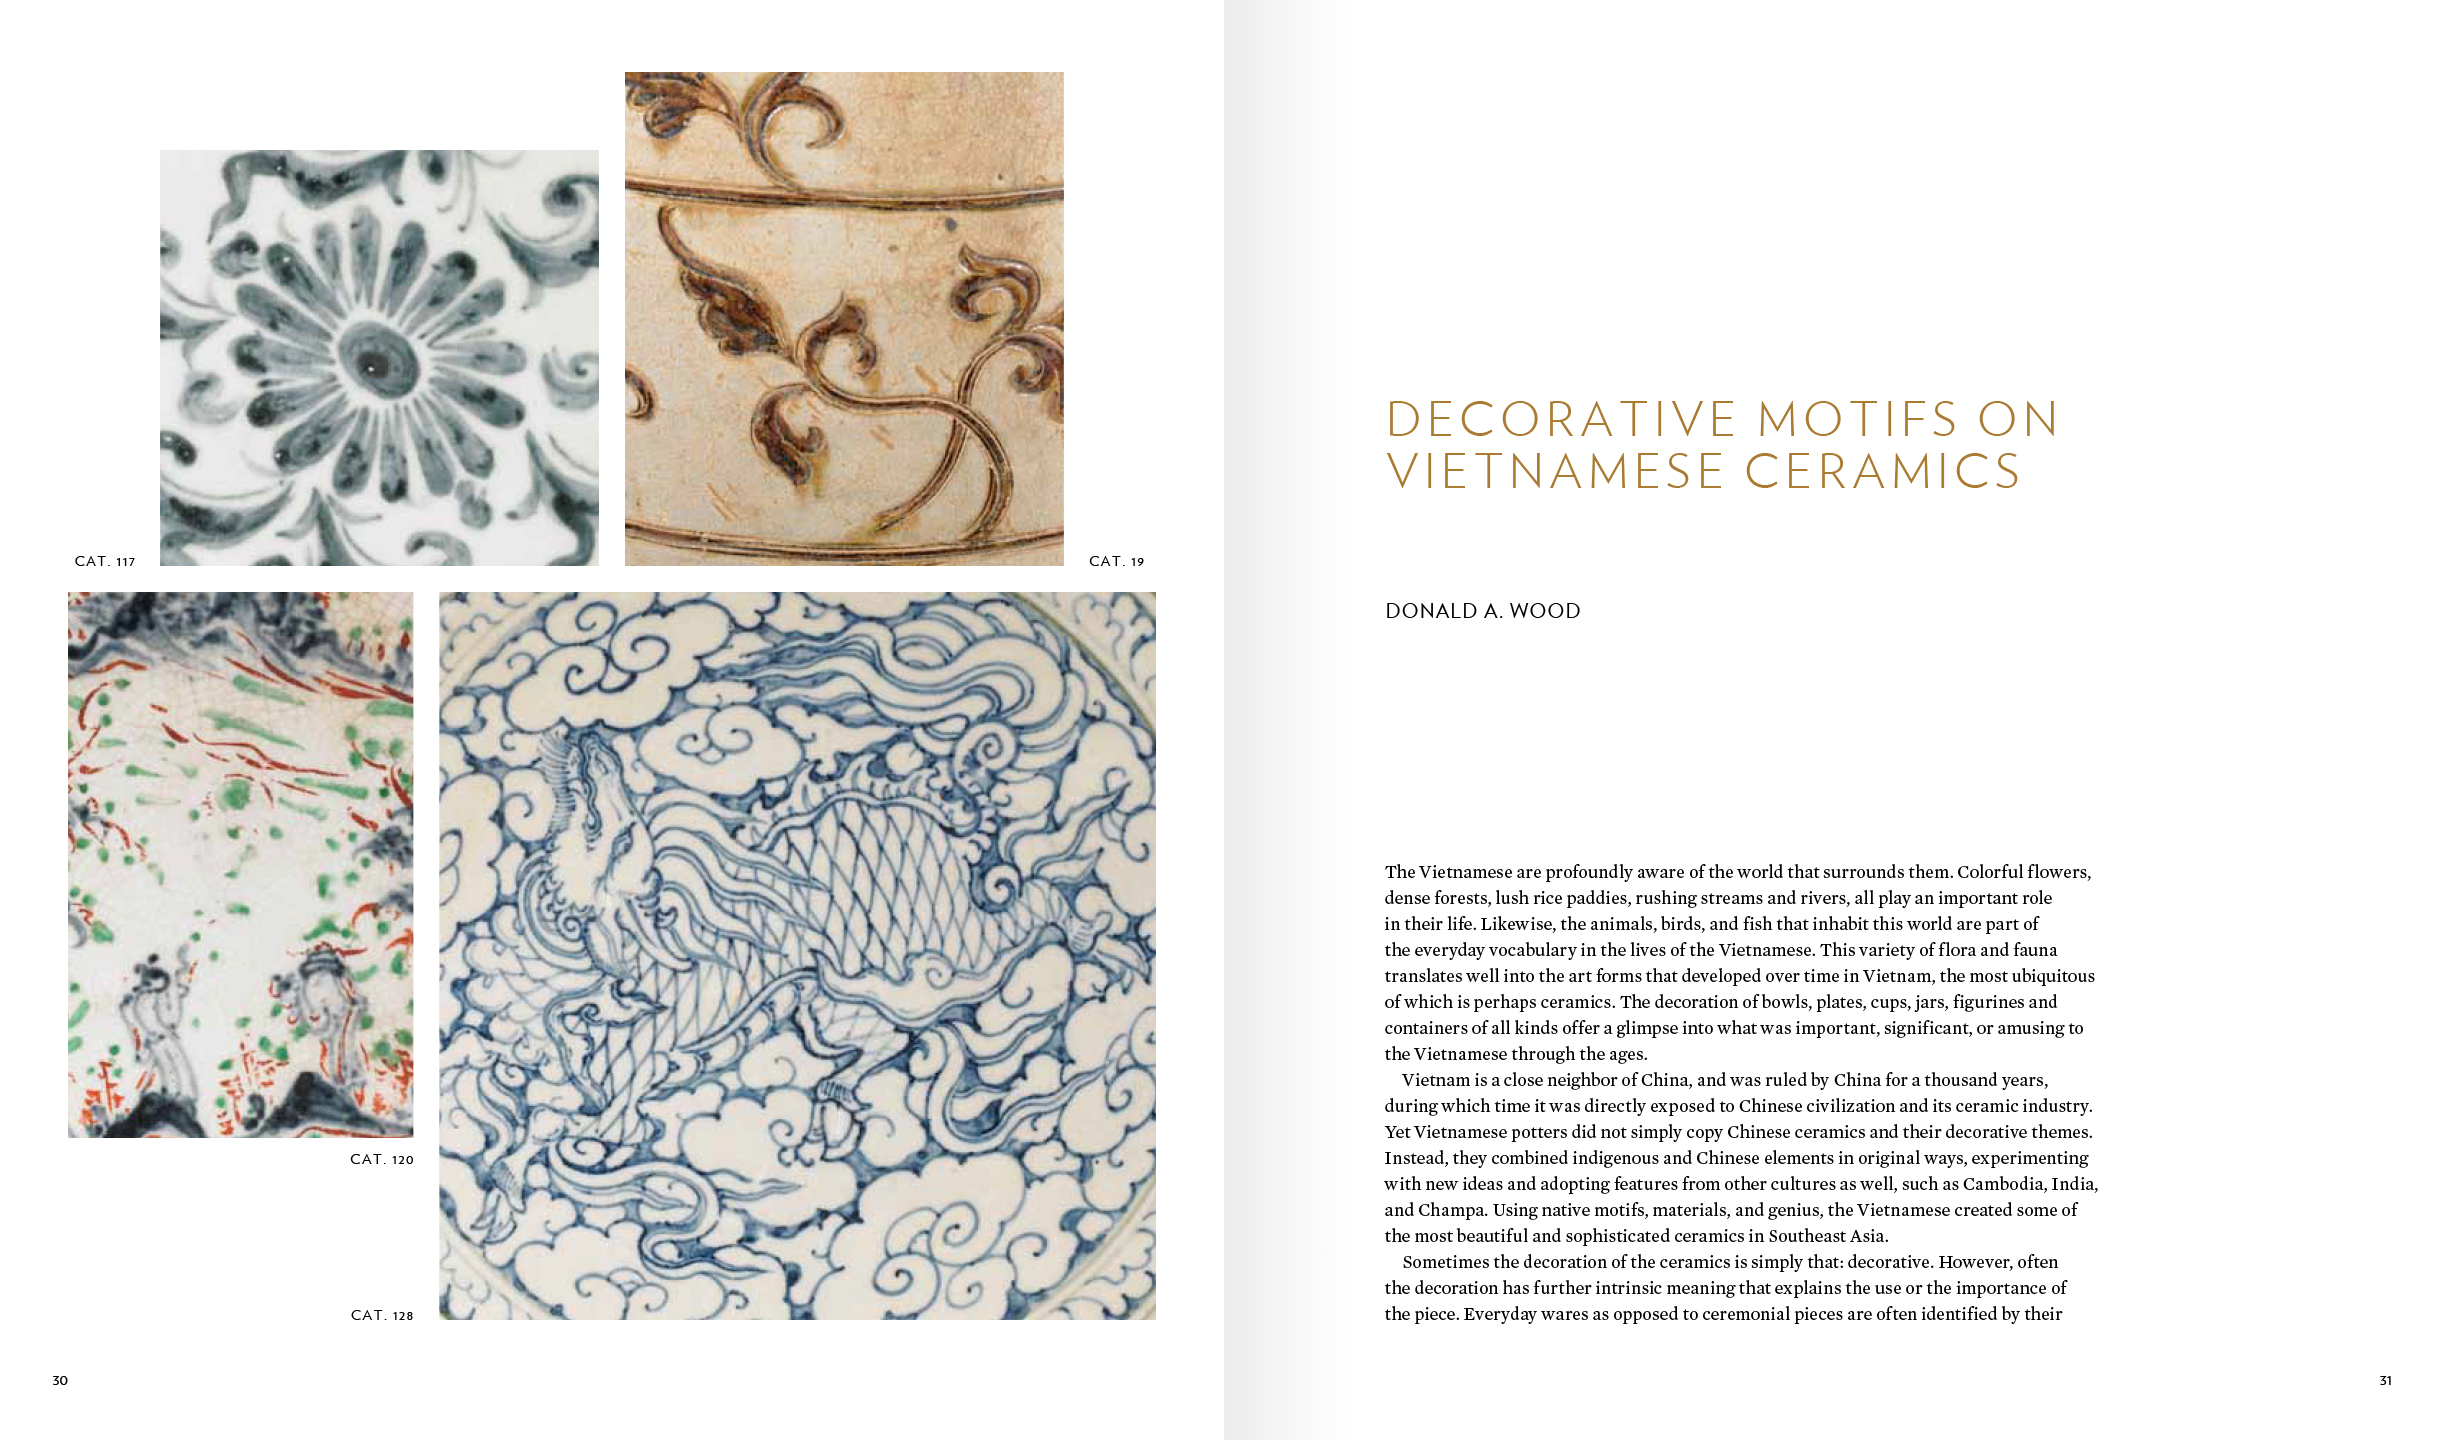 CAT. 117
CAT. 19
CAT. 120
CAT. 128
30
DECORATIVE MOTIFS ON
VIETNAMESE CERAMICS
DONALD A. WOOD
The Vietnamese are profoundly aware of the world that surrounds them. Colorful flowers,
dense forests, lush rice paddies, rushing streams and rivers, all play an important role
in their life. Likewise, the animals, birds, and fish that inhabit this world are part of
the everyday vocabulary in the lives of the Vietnamese. This variety of flora and fauna
translates well into the art forms that developed over time in Vietnam, the most ubiquitous
of which is perhaps ceramics. The decoration of bowls, plates, cups, jars, figurines and
containers of all kinds offer a glimpse into what was important, significant, or amusing to
the Vietnamese through the ages.
Vietnam is a close neighbor of China, and was ruled by China for a thousand years,
during which time it was directly exposed to Chinese civilization and its ceramic industry.
Yet Vietnamese potters did not simply copy Chinese ceramics and their decorative themes.
Instead, they combined indigenous and Chinese elements in original ways, experimenting
with new ideas and adopting features from other cultures as well, such as Cambodia, India,
and Champa. Using native motifs, materials, and genius, the Vietnamese created some of
the most beautiful and sophisticated ceramics in Southeast Asia.
Sometimes the decoration of the ceramics is simply that: decorative. However, often
the decoration has further intrinsic meaning that explains the use or the importance of
the piece. Everyday wares as opposed to ceremonial pieces are often identified by their
31